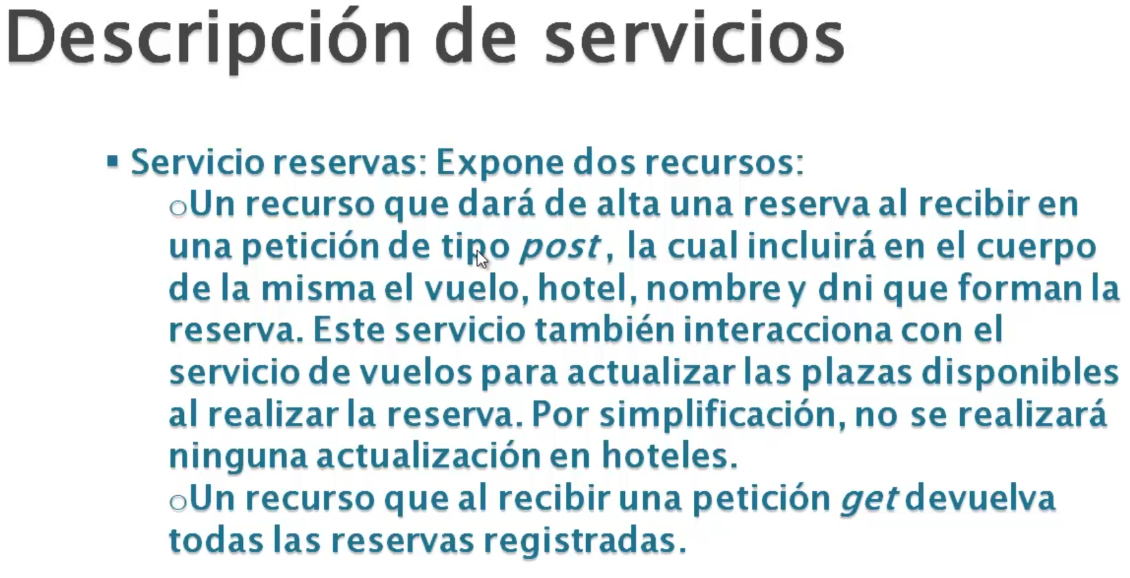 Descripción de servicios
▪ Servicio reservas: Expone dos recursos:
oUn recurso que dará de alta una reserva al recibir en
una petición de tipo post , la cual incluirá en el cuerpo
de la misma el vuelo, hotel, nombre y dni que forman la
reserva. Este servicio también interacciona con el
servicio de vuelos para actualizar las plazas disponibles
al realizar la reserva. Por simplificación, no se realizará
ninguna actualización en hoteles.
oUn recurso que al recibir una petición get devuelva
todas las reservas registradas.